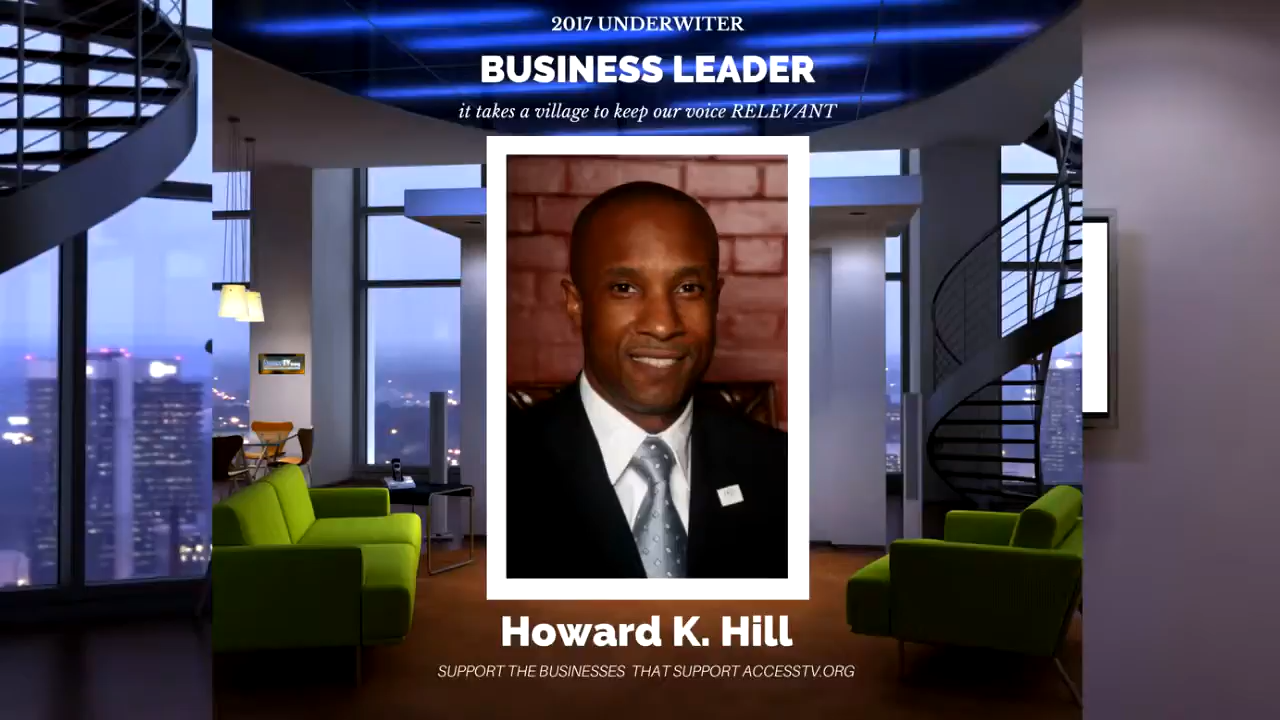 2017 UNDERWITER
BUSINESS LEADER
it takes a village to keep our voice RELEVANT
Howard K. Hill
SUPPORT THE BUSINESSES THAT SUPPORT ACCESSTV.ORG